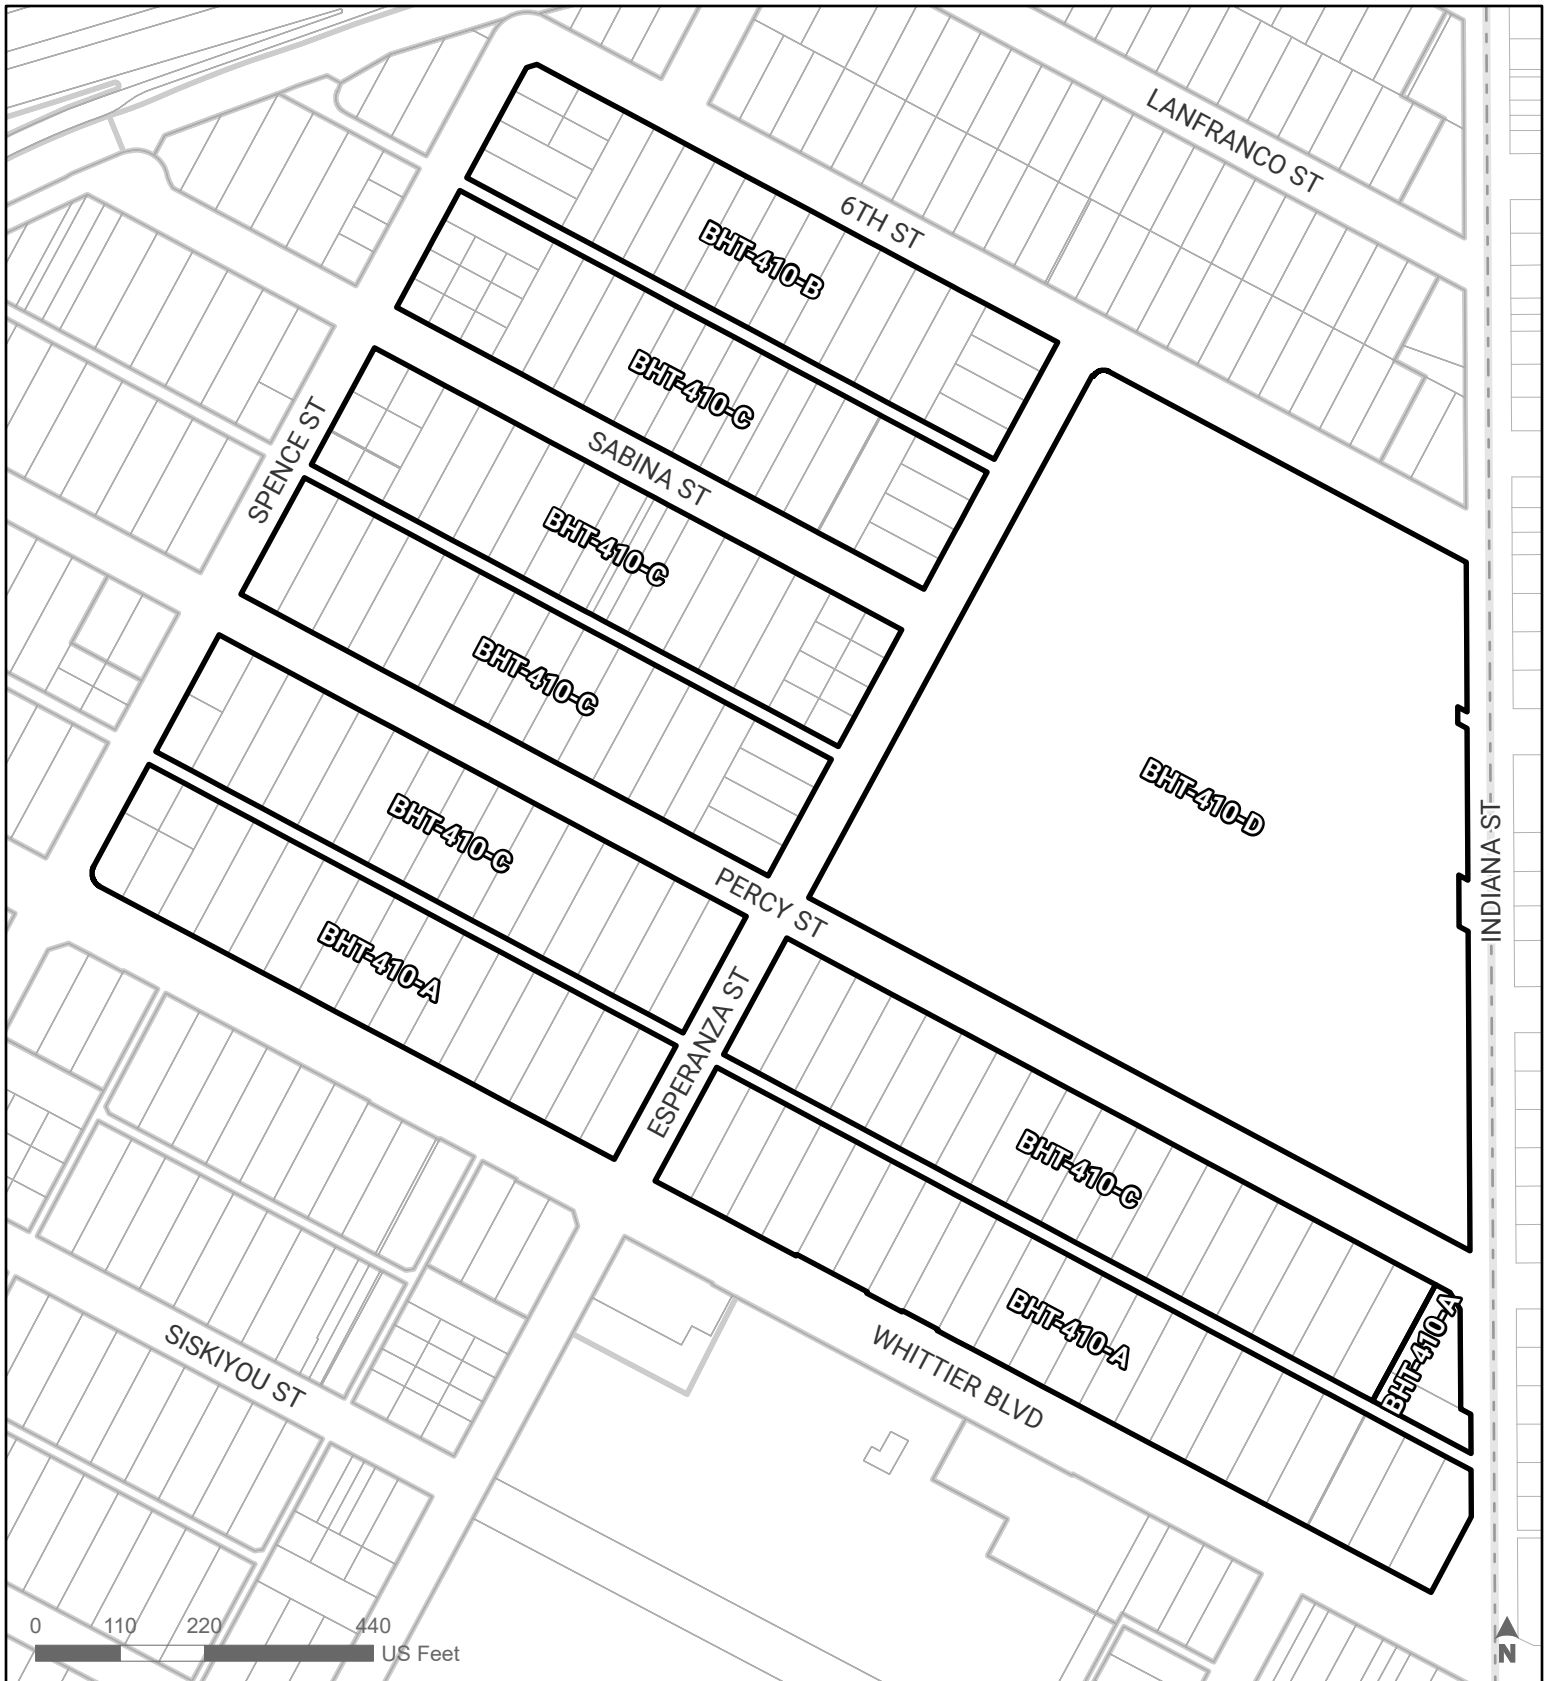 LANFRANCO ST
6TH ST
BHT-410-B
BHT-410-C
SPENCE ST
SABINA ST
BHT-410-C
BHT-410-C
BHT-410-D
INDIANA ST
BHT-410-C
PERCY ST
BHT-410-A
ESPERANZA ST
BHT-410-C
BHT-410-A
BHT-410-A
WHITTIER BLVD
SISKIYOU ST
0 110 220 440
US Feet
N